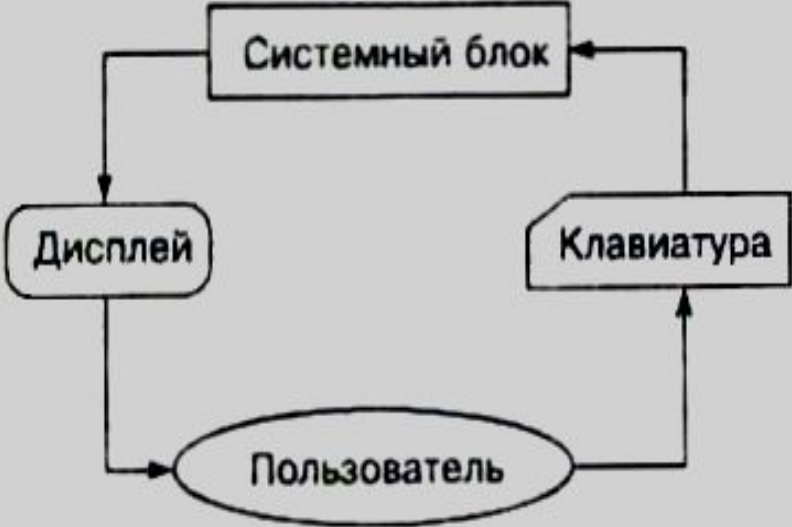 Системный блок
Дисплей
Клавиатура
Пользователь